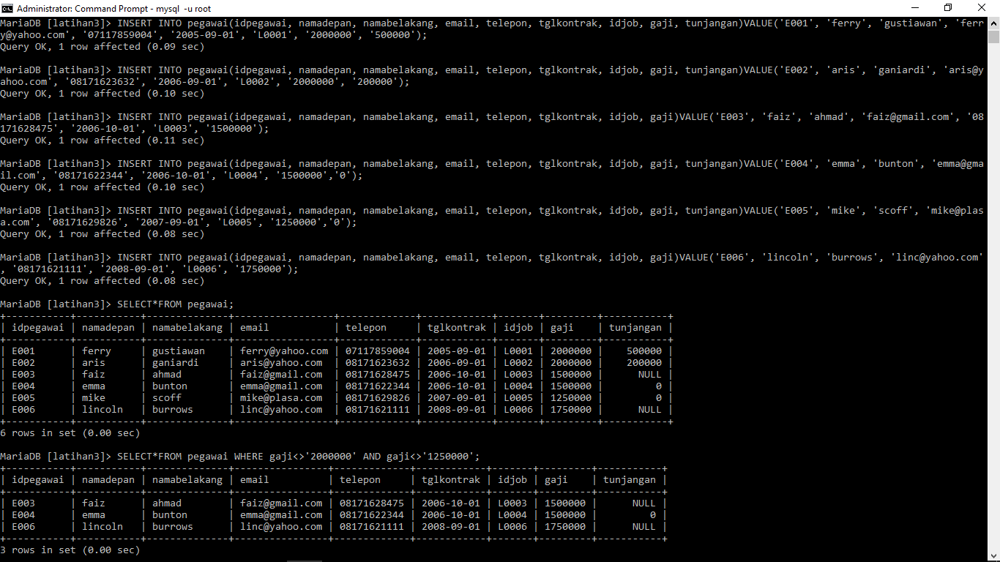 Administrator: Command Prompt - mysql  -u root
MariaDB [latihan3]> INSERT INTO pegawai(idpegawai, namadepan, namabelakang, email, telepon, tglkontrak, idjob, gaji, tunjangan)VALUE('E001', 'ferry', 'gustiawan', 'ferr
y@yahoo.com', '07117859004', '2005-09-01', 'L0001', '2000000', '500000');
Query OK, 1 row affected (0.09 sec)
MariaDB [latihan3]> INSERT INTO pegawai(idpegawai, namadepan, namabelakang, email, telepon, tglkontrak, idjob, gaji, tunjangan)VALUE('E002', 'aris', 'ganiardi', 'aris@y
ahoo.com', '08171623632', '2006-09-01', 'L0002', '2000000', '200000');
Query OK, 1 row affected (0.10 sec)
MariaDB [latihan3]> INSERT INTO pegawai(idpegawai, namadepan, namabelakang, email, telepon, tglkontrak, idjob, gaji)VALUE('E003', 'faiz', 'ahmad', 'faiz@gmail.com', '08
171628475', '2006-10-01', 'L0003', '1500000');
Query OK, 1 row affected (0.11 sec)
MariaDB [latihan3]> INSERT INTO pegawai(idpegawai, namadepan, namabelakang, email, telepon, tglkontrak, idjob, gaji, tunjangan)VALUE('E004', 'emma', 'bunton', 'emma@gma
il.com', '08171622344', '2006-10-01', 'L0004', '1500000','0');
Query OK, 1 row affected (0.10 sec)
MariaDB [latihan3]> INSERT INTO pegawai(idpegawai, namadepan, namabelakang, email, telepon, tglkontrak, idjob, gaji, tunjangan)VALUE('E005', 'mike', 'scoff', 'mike@plas
a.com', '08171629826', '2007-09-01', 'L0005', '1250000','0');
Query OK, 1 row affected (0.08 sec)
MariaDB [latihan3]> INSERT INTO pegawai(idpegawai, namadepan, namabelakang, email, telepon, tglkontrak, idjob, gaji)VALUE('E006', 'lincoln', 'burrows', 'linc@yahoo.com'
, '08171621111', '2008-09-01', 'L0006', '1750000');
Query OK, 1 row affected (0.08 sec)
MariaDB [latihan3]> SELECT*FROM pegawai;
+-----------+-----------+--------------+-----------------+-------------+------------+-------+---------+-----------+
| idpegawai | namadepan | namabelakang | email           | telepon     | tglkontrak | idjob | gaji    | tunjangan |
+-----------+-----------+--------------+-----------------+-------------+------------+-------+---------+-----------+
| E001      | ferry     | gustiawan    | ferry@yahoo.com | 07117859004 | 2005-09-01 | L0001 | 2000000 |    500000 |
| E002      | aris      | ganiardi     | aris@yahoo.com  | 08171623632 | 2006-09-01 | L0002 | 2000000 |    200000 |
| E003      | faiz      | ahmad        | faiz@gmail.com  | 08171628475 | 2006-10-01 | L0003 | 1500000 |      NULL |
| E004      | emma      | bunton       | emma@gmail.com  | 08171622344 | 2006-10-01 | L0004 | 1500000 |         0 |
| E005      | mike      | scoff        | mike@plasa.com  | 08171629826 | 2007-09-01 | L0005 | 1250000 |         0 |
| E006      | lincoln   | burrows      | linc@yahoo.com  | 08171621111 | 2008-09-01 | L0006 | 1750000 |      NULL |
+-----------+-----------+--------------+-----------------+-------------+------------+-------+---------+-----------+
6 rows in set (0.00 sec)
MariaDB [latihan3]> SELECT*FROM pegawai WHERE gaji<>'2000000' AND gaji<>'1250000';
+-----------+-----------+--------------+----------------+-------------+------------+-------+---------+-----------+
| idpegawai | namadepan | namabelakang | email          | telepon     | tglkontrak | idjob | gaji    | tunjangan |
+-----------+-----------+--------------+----------------+-------------+------------+-------+---------+-----------+
| E003      | faiz      | ahmad        | faiz@gmail.com | 08171628475 | 2006-10-01 | L0003 | 1500000 |      NULL |
| E004      | emma      | bunton       | emma@gmail.com | 08171622344 | 2006-10-01 | L0004 | 1500000 |         0 |
| E006      | lincoln   | burrows      | linc@yahoo.com | 08171621111 | 2008-09-01 | L0006 | 1750000 |      NULL |
+-----------+-----------+--------------+----------------+-------------+------------+-------+---------+-----------+
3 rows in set (0.00 sec)